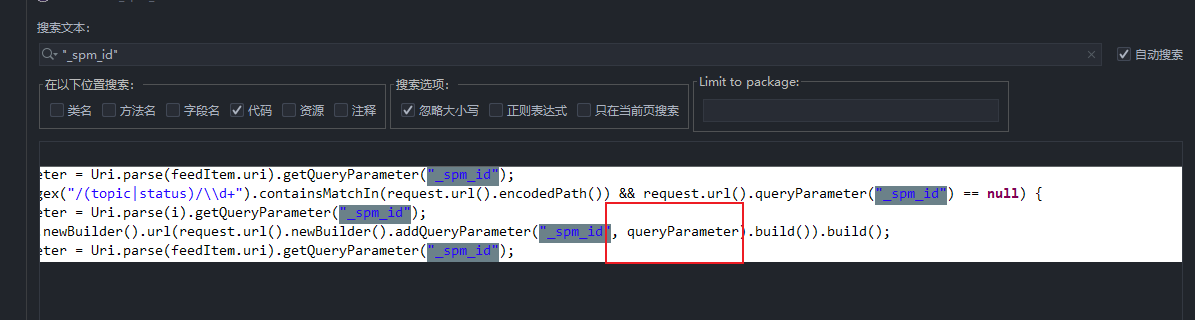 搜索文本：
"_spm_id"
自动搜索
在以下位置搜索：
类名 方法名 字段名 代码 资源 注释
搜索选项：
忽略大小写 正则表达式 只在当前页搜索
Limit to package:
eter = Uri.parse(feedItem.uri).getQueryParameter("_spm_id");
gex("/(topic|status)/\\d+").containsMatchIn(request.url().encodedPath()) && request.url().queryParameter("_spm_id") == null) {
eter = Uri.parse(i).getQueryParameter("_spm_id");
newBuilder().url(request.url().newBuilder().addQueryParameter("_spm_id", queryParameter).build()).build();
eter = Uri.parse(feedItem.uri).getQueryParameter("_spm_id");